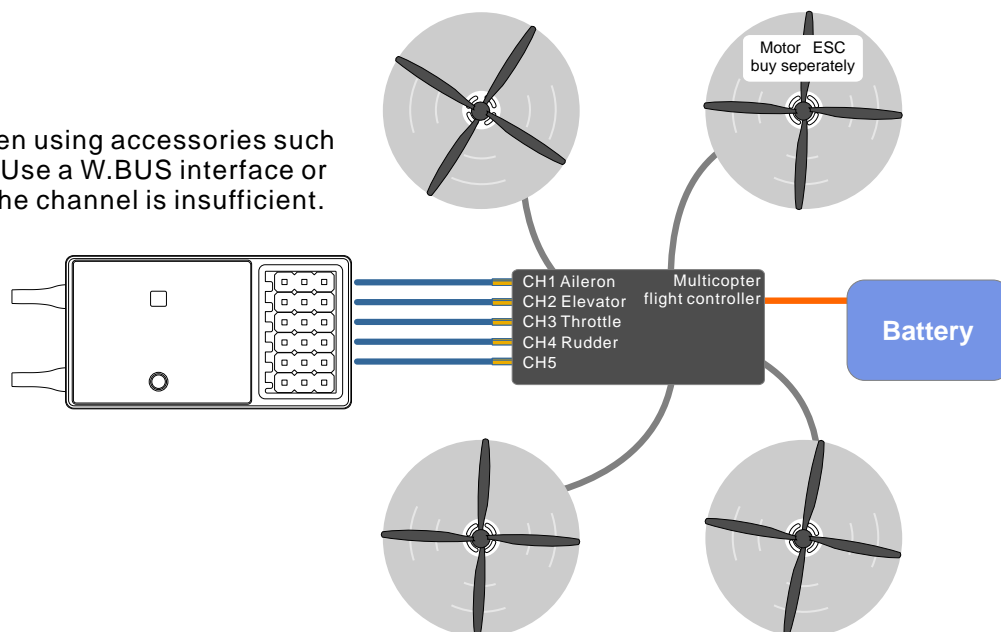 Motor ESC
buy seperately
en using accessories such
Use a W.BUS interface or
he channel is insufficient.
CH1 Aileron
CH2 Elevator
CH3 Throttle
CH4 Rudder
CH5
Multicopter
flight controller
Battery